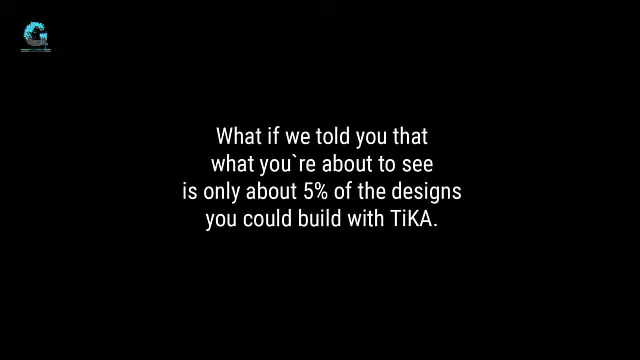 What if we told you that
what you`re about to see
is only about 5% of the designs
you could build with TiKA.